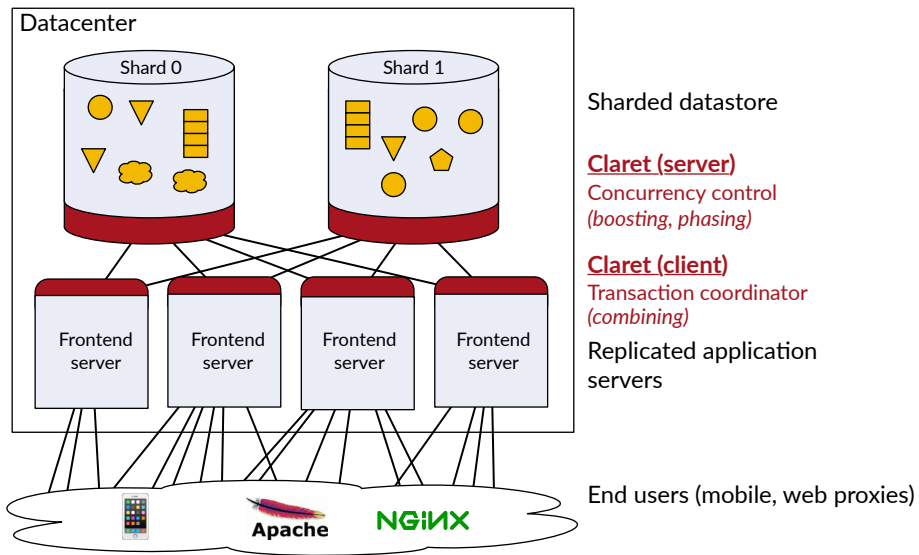 Datacenter
Shard 0
Shard 1
Sharded datastore
Claret (server)
Concurrency control
(boosting, phasing)
Claret (client)
Transaction coordinator
(combining)
Frontend
server
Frontend
server
Frontend
server
Frontend
server
Replicated application
servers
End users (mobile, web proxies)
Apache
NGINX